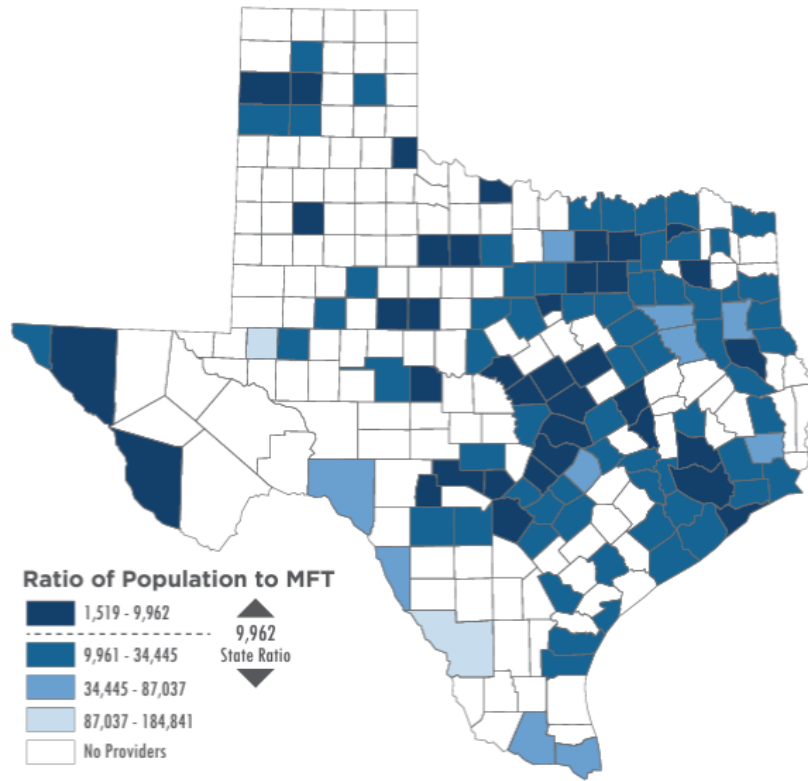 Ratio of Population to MFT
1,519 - 9,962
9,962
State Ratio
9,961 - 34,445
34,445 - 87,037
87,037 - 184,841
No Providers